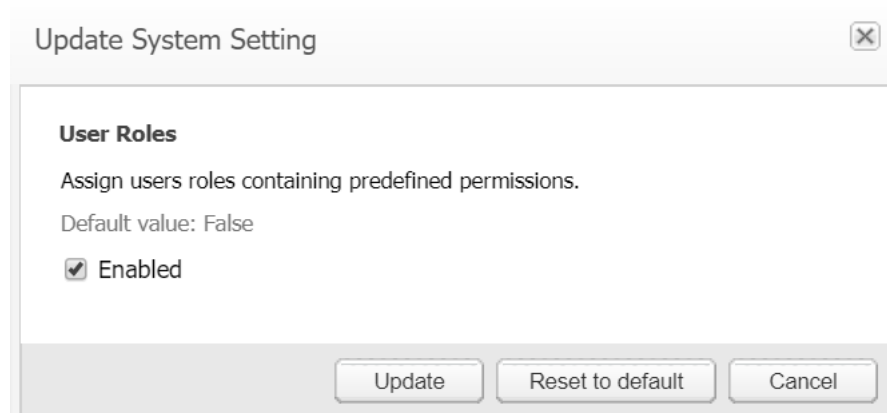 Update System Setting
User Roles
Assign users roles containing predefined permissions.
Default value: False
Enabled
Update Reset to default Cancel